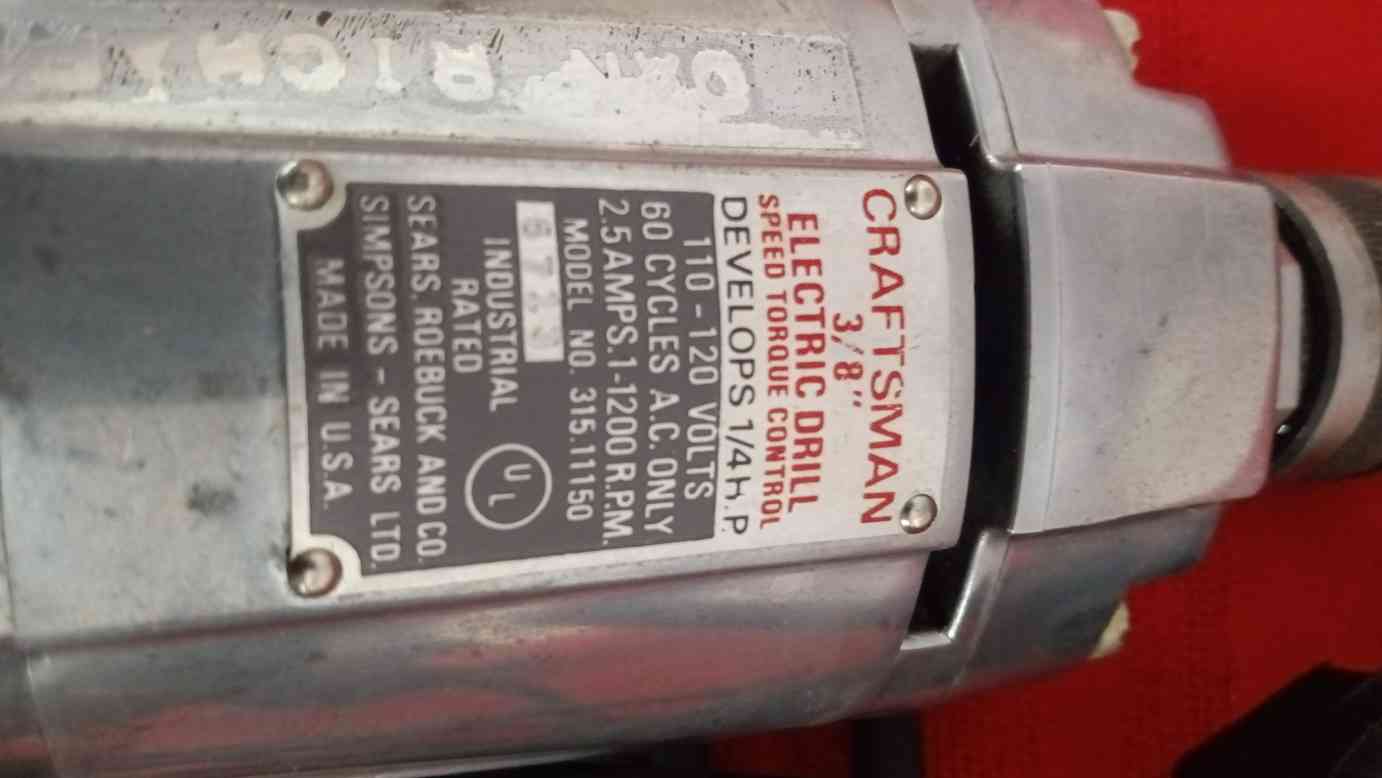 CRAFTSMAN
3/8"
ELECTRIC DRILL
SPEED TORQUE CONTROL
DEVELOPS 1/4 h.P.
110-120 VOLTS
60 CYCLES A.C. ONLY
2.5 AMPS. 1-1200 R.P.M.
MODEL NO. 315.11150
INDUSTRIAL
RATED
UL
SEARS, ROEBUCK AND CO.
SIMPSONS - SEARS LTD.
MADE IN U.S.A.